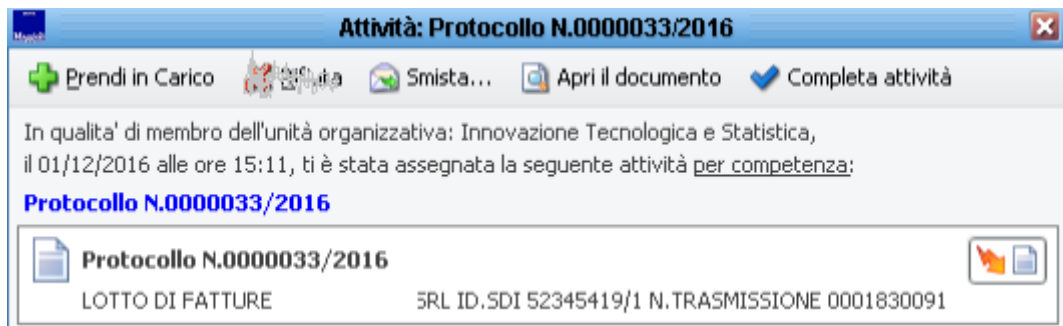 Attività: Protocollo N.0000033/2016
Prendi in Carico Smista... Apri il documento Completa attività
In qualita' di membro dell'unità organizzativa: Innovazione Tecnologica e Statistica,
il 01/12/2016 alle ore 15:11, ti è stata assegnata la seguente attività per competenza:
Protocollo N.0000033/2016
Protocollo N.0000033/2016
LOTTO DI FATTURE SRL ID.SDI 52345419/1 N.TRASMISSIONE 0001830091